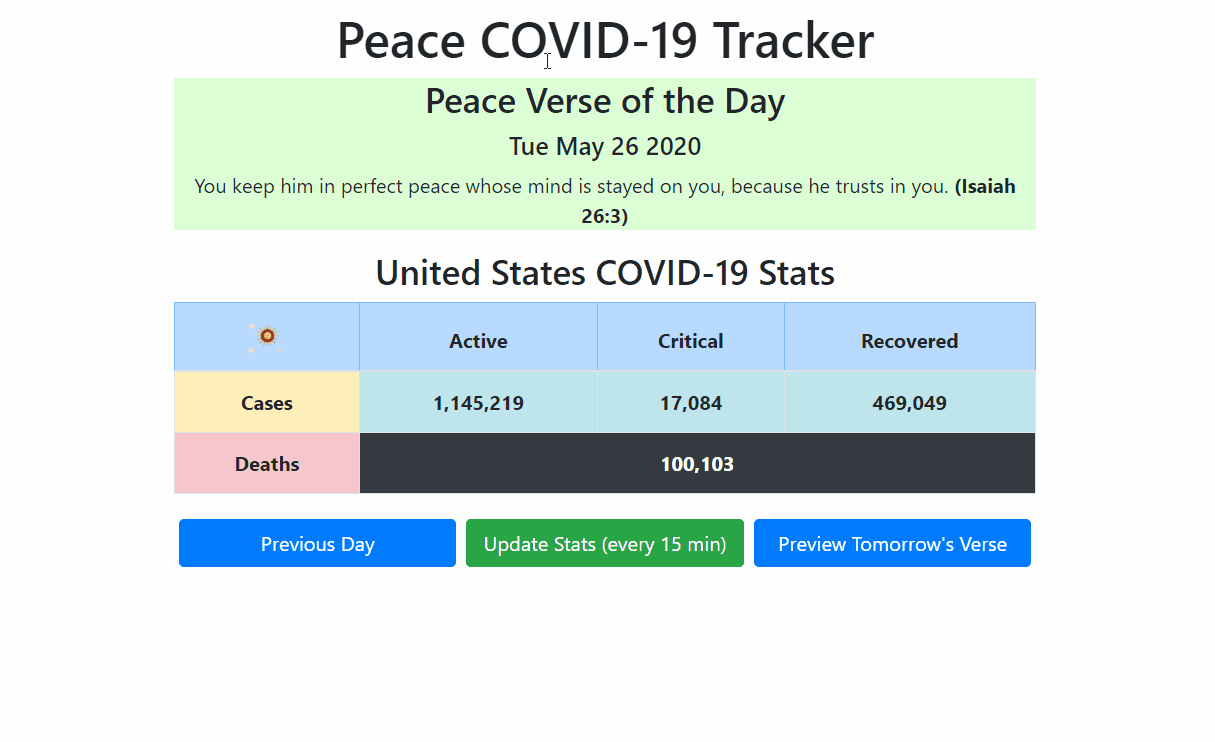 Peace COVID-19 Tracker
Peace Verse of the Day
Tue May 26 2020
You keep him in perfect peace whose mind is stayed on you, because he trusts in you. (Isaiah
26:3)
United States COVID-19 Stats
Active Critical Recovered
Cases 1,145,219 17,084 469,049
Deaths 100,103
Previous Day Update Stats (every 15 min) Preview Tomorrow's Verse